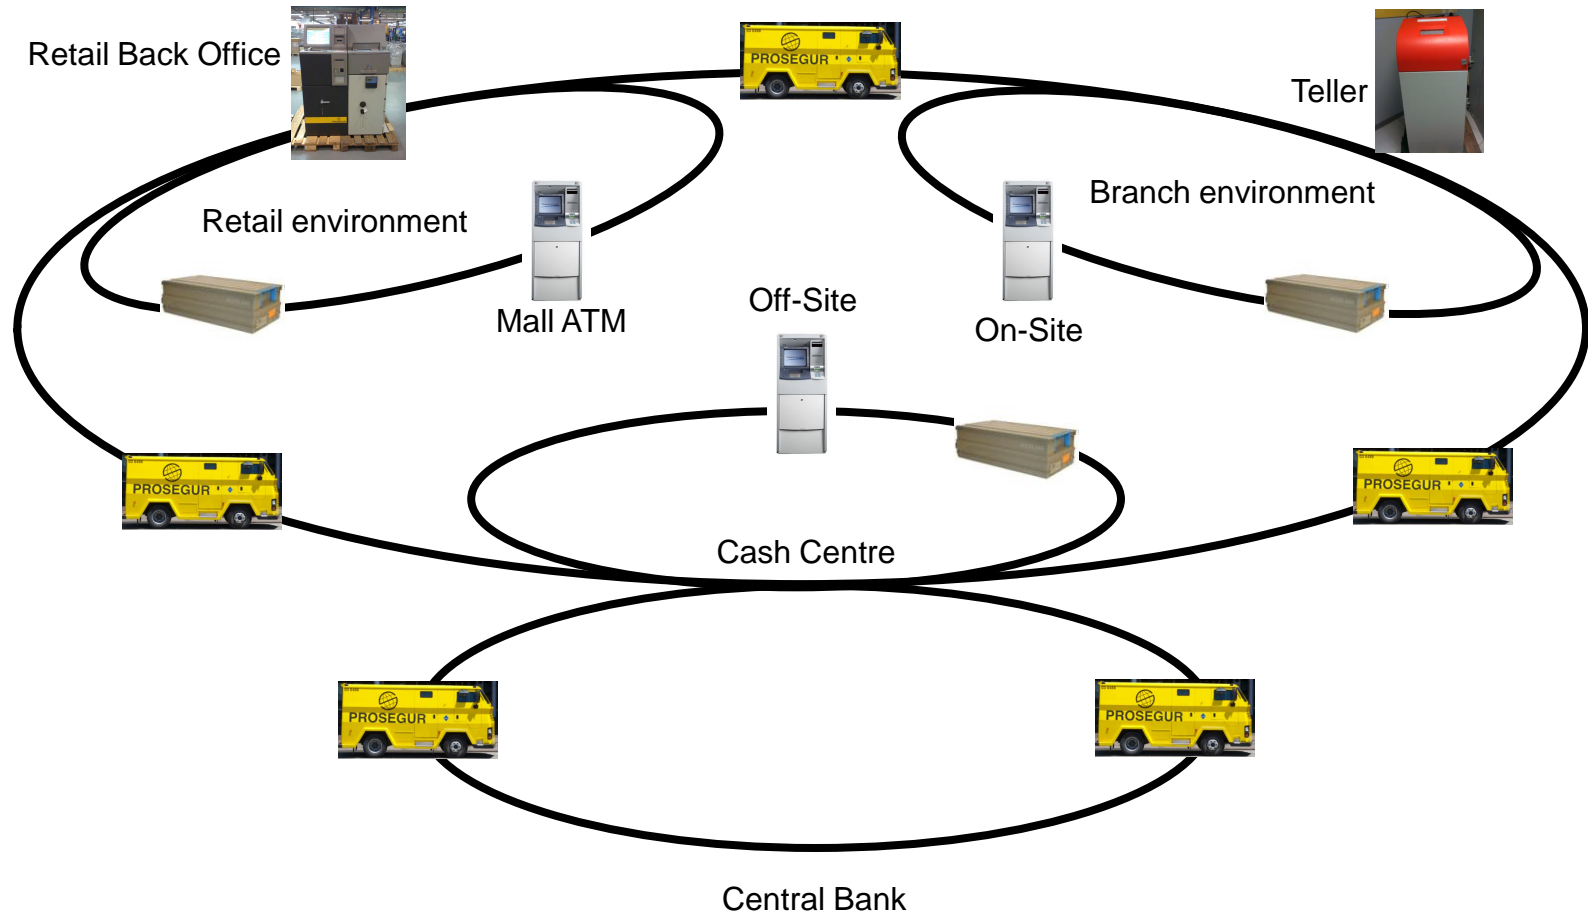 Retail Back Office
PROSEGUR
Teller
Retail environment
Branch environment
Mall ATM
Off-Site
On-Site
PROSEGUR
PROSEGUR
Cash Centre
PROSEGUR
PROSEGUR
Central Bank